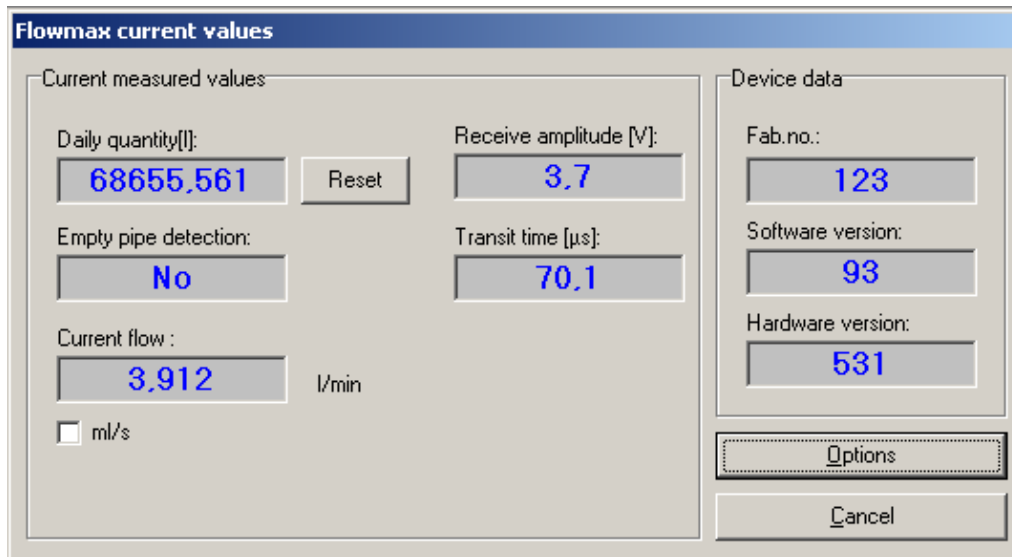 Flowmax current values
Current measured values
Daily quantity[l]:
68655,561
Reset
Receive amplitude [V]:
3,7
Empty pipe detection:
No
Transit time [µs]:
70,1
Current flow :
3,912
l/min
ml/s
Device data
Fab.no.:
123
Software version:
93
Hardware version:
531
Options
Cancel